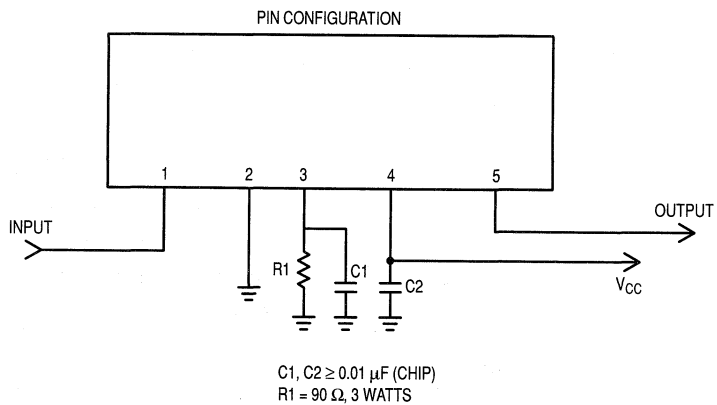 PIN CONFIGURATION
1 2 3 4 5
INPUT
OUTPUT
R1
C1
C2
VCC
C1, C2 ≥ 0.01 μF (CHIP)
R1 = 90 Ω, 3 WATTS